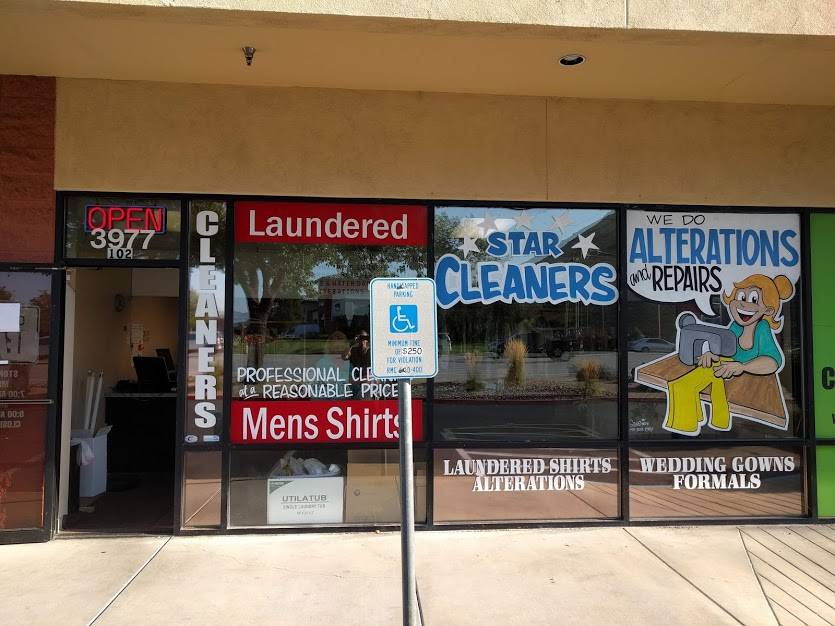 OPEN
3977
102
CLEANERS
Laundered
PROFESSIONAL
at a REASONABLE PRICE
Mens Shirts
UTILATUB
HANDICAPPED
PARKING
MINIMUM FINE
OF $250
FOR VIOLATION
STAR
CLEANERS
LAUNDERED SHIRTS
ALTERATIONS
WE DO
ALTERATIONS
and REPAIRS
WEDDING GOWNS
FORMALS